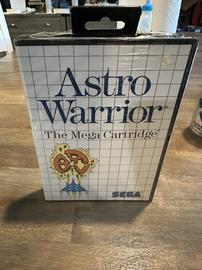 Astro
Warrior
The Mega Cartridge
SEGA